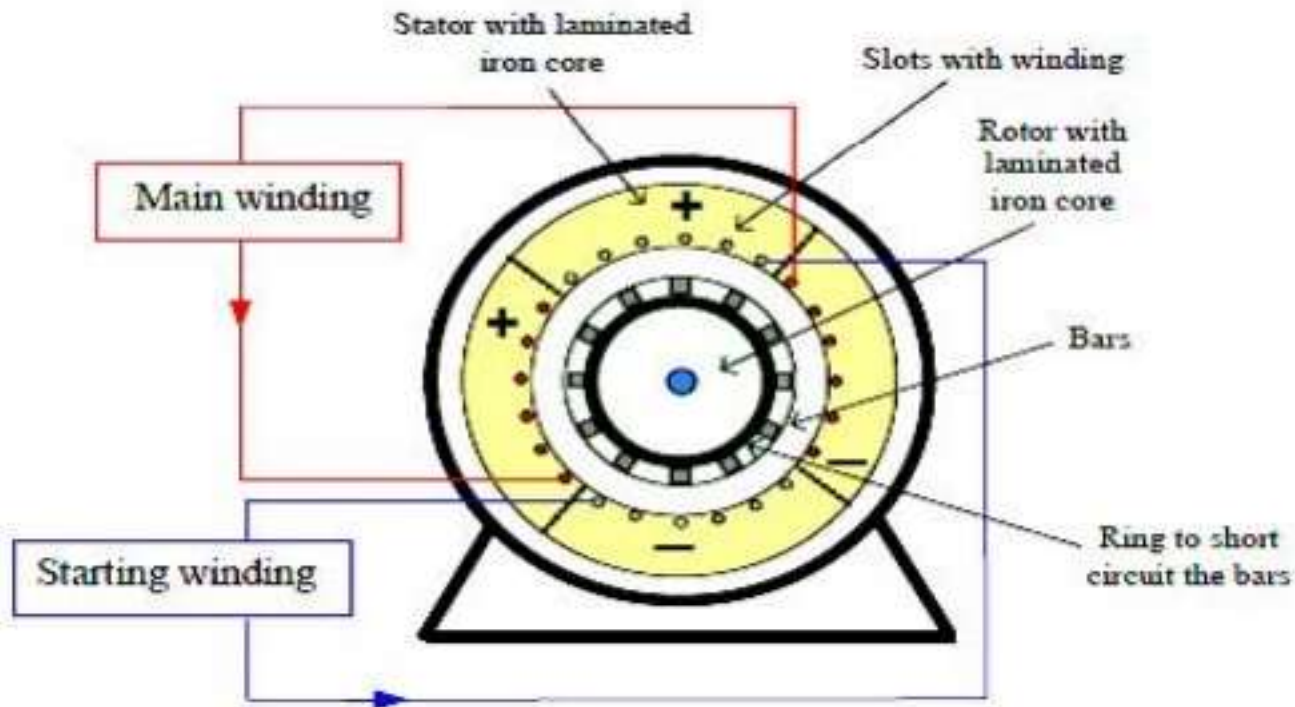 Stator with laminated
iron core
Slots with winding
Rotor with
laminated
iron core
Main winding
+
+
Bars
−
−
Starting winding
Ring to short
circuit the bars